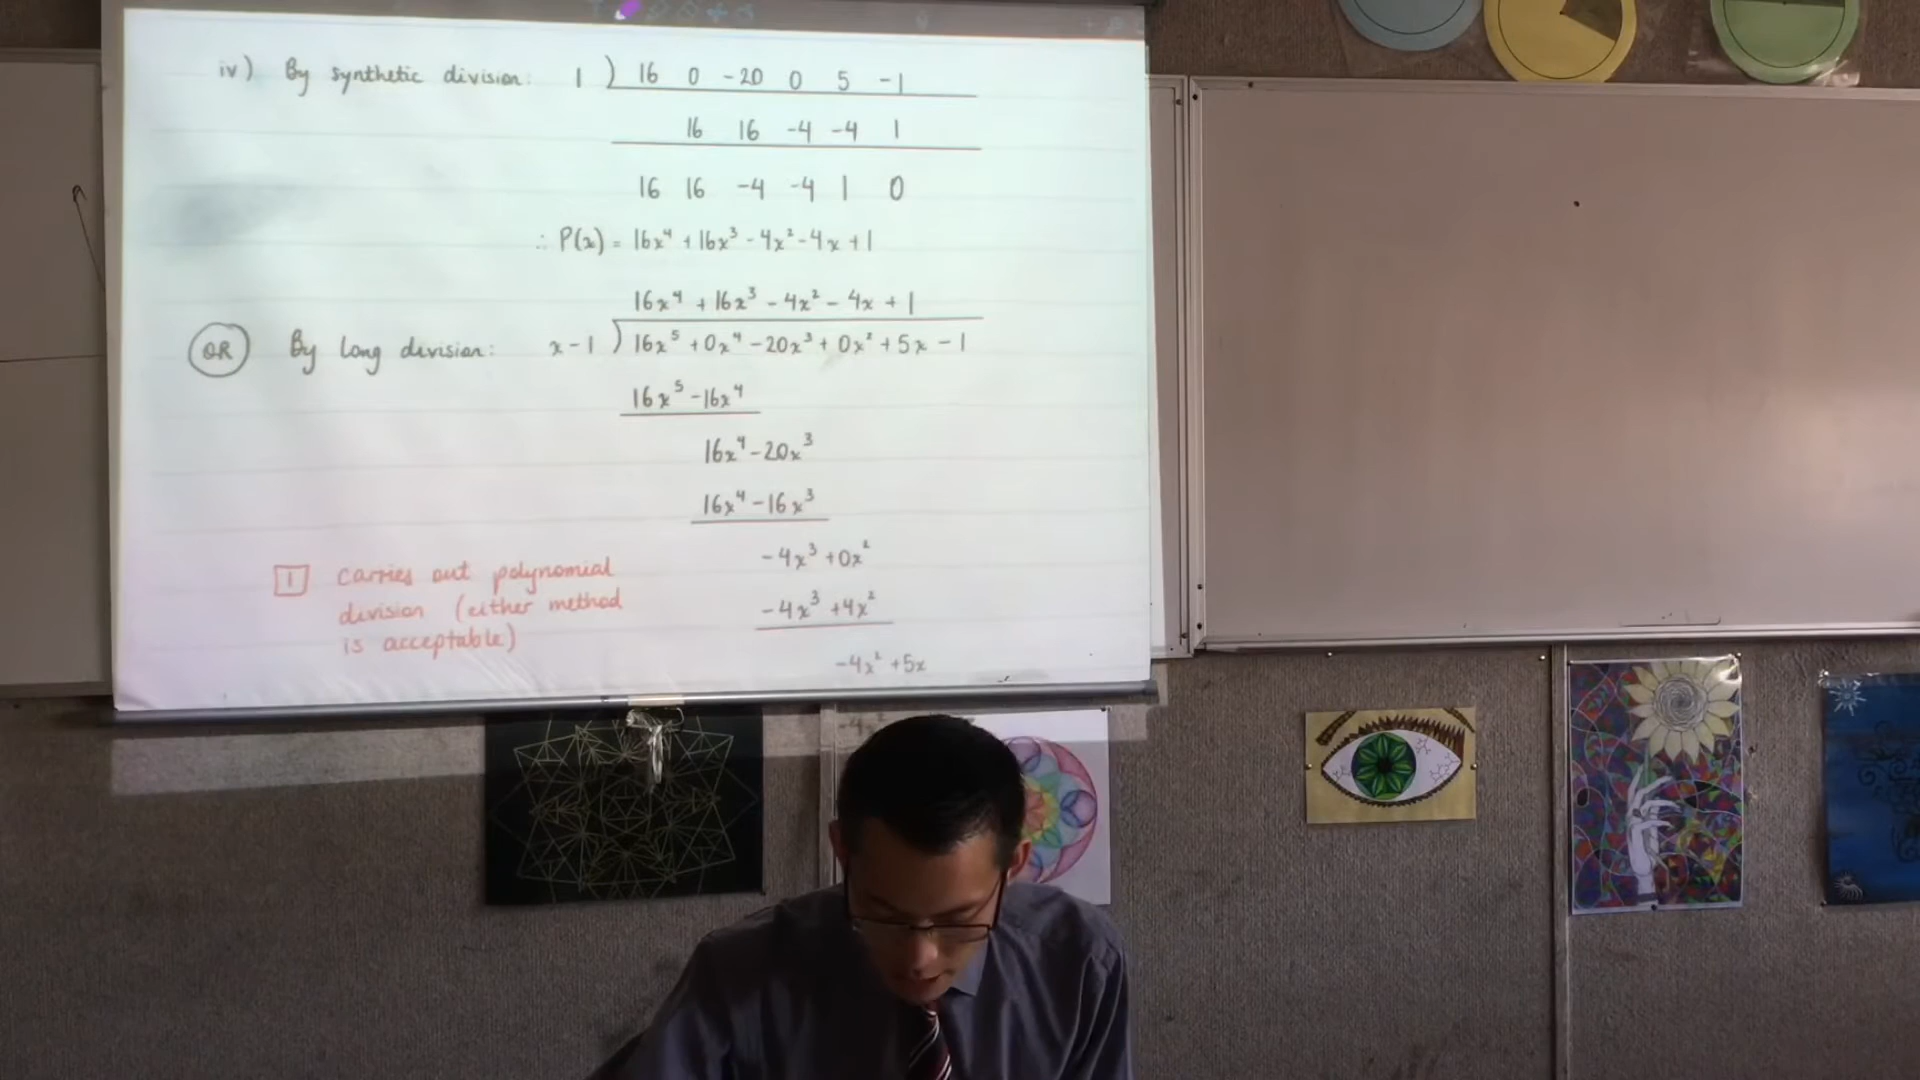 iv) By synthetic division: 1 ) 16 0 -20 0 5 -1
16 16 -4 -4 1
16 16 -4 -4 1 0
∴ P(x) = 16x⁴ + 16x³ - 4x² - 4x + 1
16x⁴ + 16x³ - 4x² - 4x + 1
OR By long division: x-1 ) 16x⁵ + 0x⁴ - 20x³ + 0x² + 5x - 1
16x⁵ - 16x⁴
16x⁴ - 20x³
16x⁴ - 16x³
-4x³ + 0x²
-4x³ + 4x²
-4x² + 5x
1 Carries out polynomial
division (either method
is acceptable)